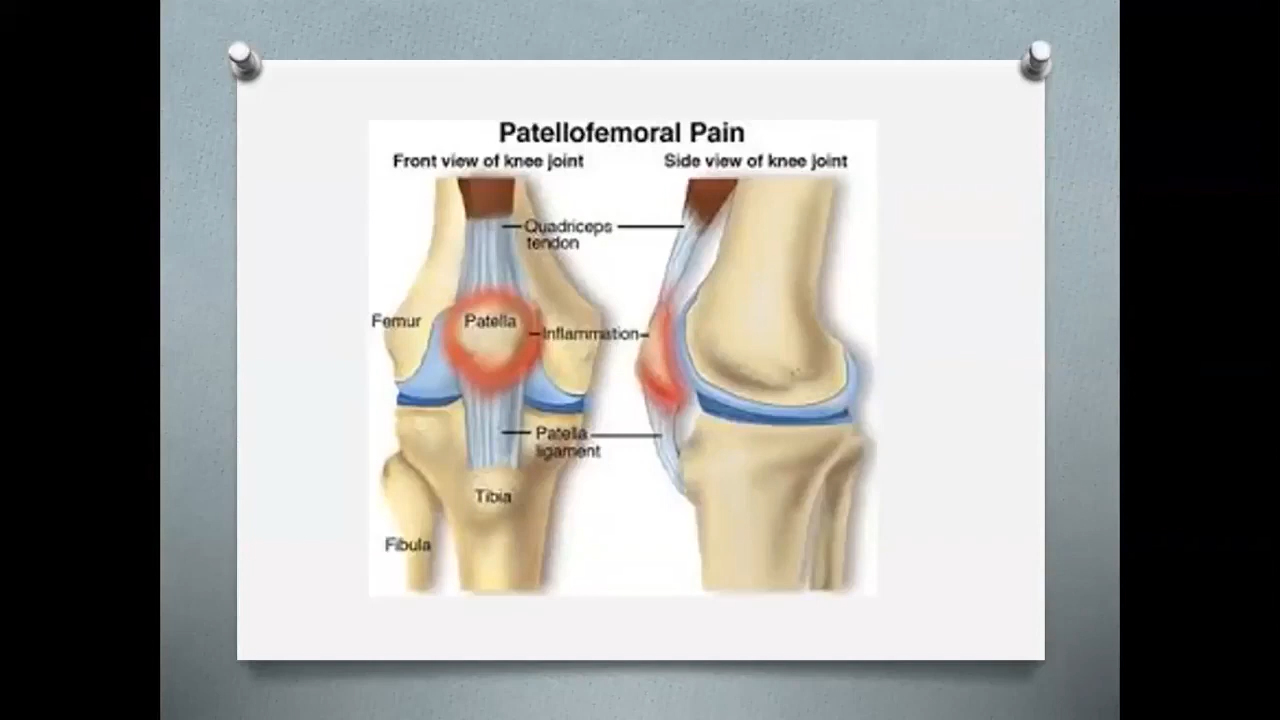 Patellofemoral Pain
Front view of knee joint
Side view of knee joint
Quadriceps
tendon
Femur
Patella
Inflammation
Patella
ligament
Tibia
Fibula